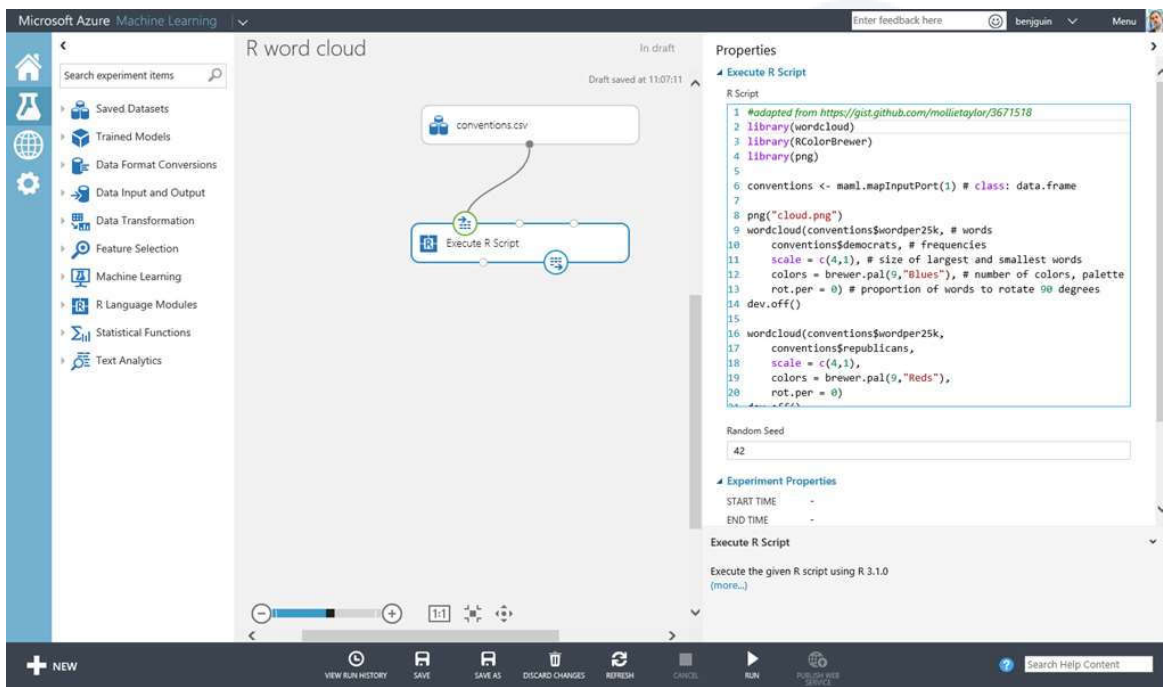 Microsoft Azure Machine Learning
Enter feedback here
benjguin
Menu
Search experiment items
Saved Datasets
Trained Models
Data Format Conversions
Data Input and Output
Data Transformation
Feature Selection
Machine Learning
R Language Modules
Statistical Functions
Text Analytics
R word cloud
In draft
Draft saved at 11:07:11
conventions.csv
Execute R Script
1:1
Properties
Execute R Script
R Script
1 #adapted from https://gist.github.com/mollietaylor/3671518
2 library(wordcloud)
3 library(RColorBrewer)
4 library(png)
5
6 conventions <- maml.mapInputPort(1) # class: data.frame
7
8 png("cloud.png")
9 wordcloud(conventions$wordper25k, # words
10 conventions$democrats, # frequencies
11 scale = c(4,1), # size of largest and smallest words
12 colors = brewer.pal(9,"Blues"), # number of colors, palette
13 rot.per = 0) # proportion of words to rotate 90 degrees
14 dev.off()
15
16 wordcloud(conventions$wordper25k,
17 conventions$republicans,
18 scale = c(4,1),
19 colors = brewer.pal(9,"Reds"),
20 rot.per = 0)
Random Seed
42
Experiment Properties
START TIME -
END TIME -
Execute R Script
Execute the given R script using R 3.1.0
(more...)
NEW
VIEW RUN HISTORY
SAVE
SAVE AS
DISCARD CHANGES
REFRESH
CANCEL
RUN
PUBLISH WEB
SERVICE
Search Help Content